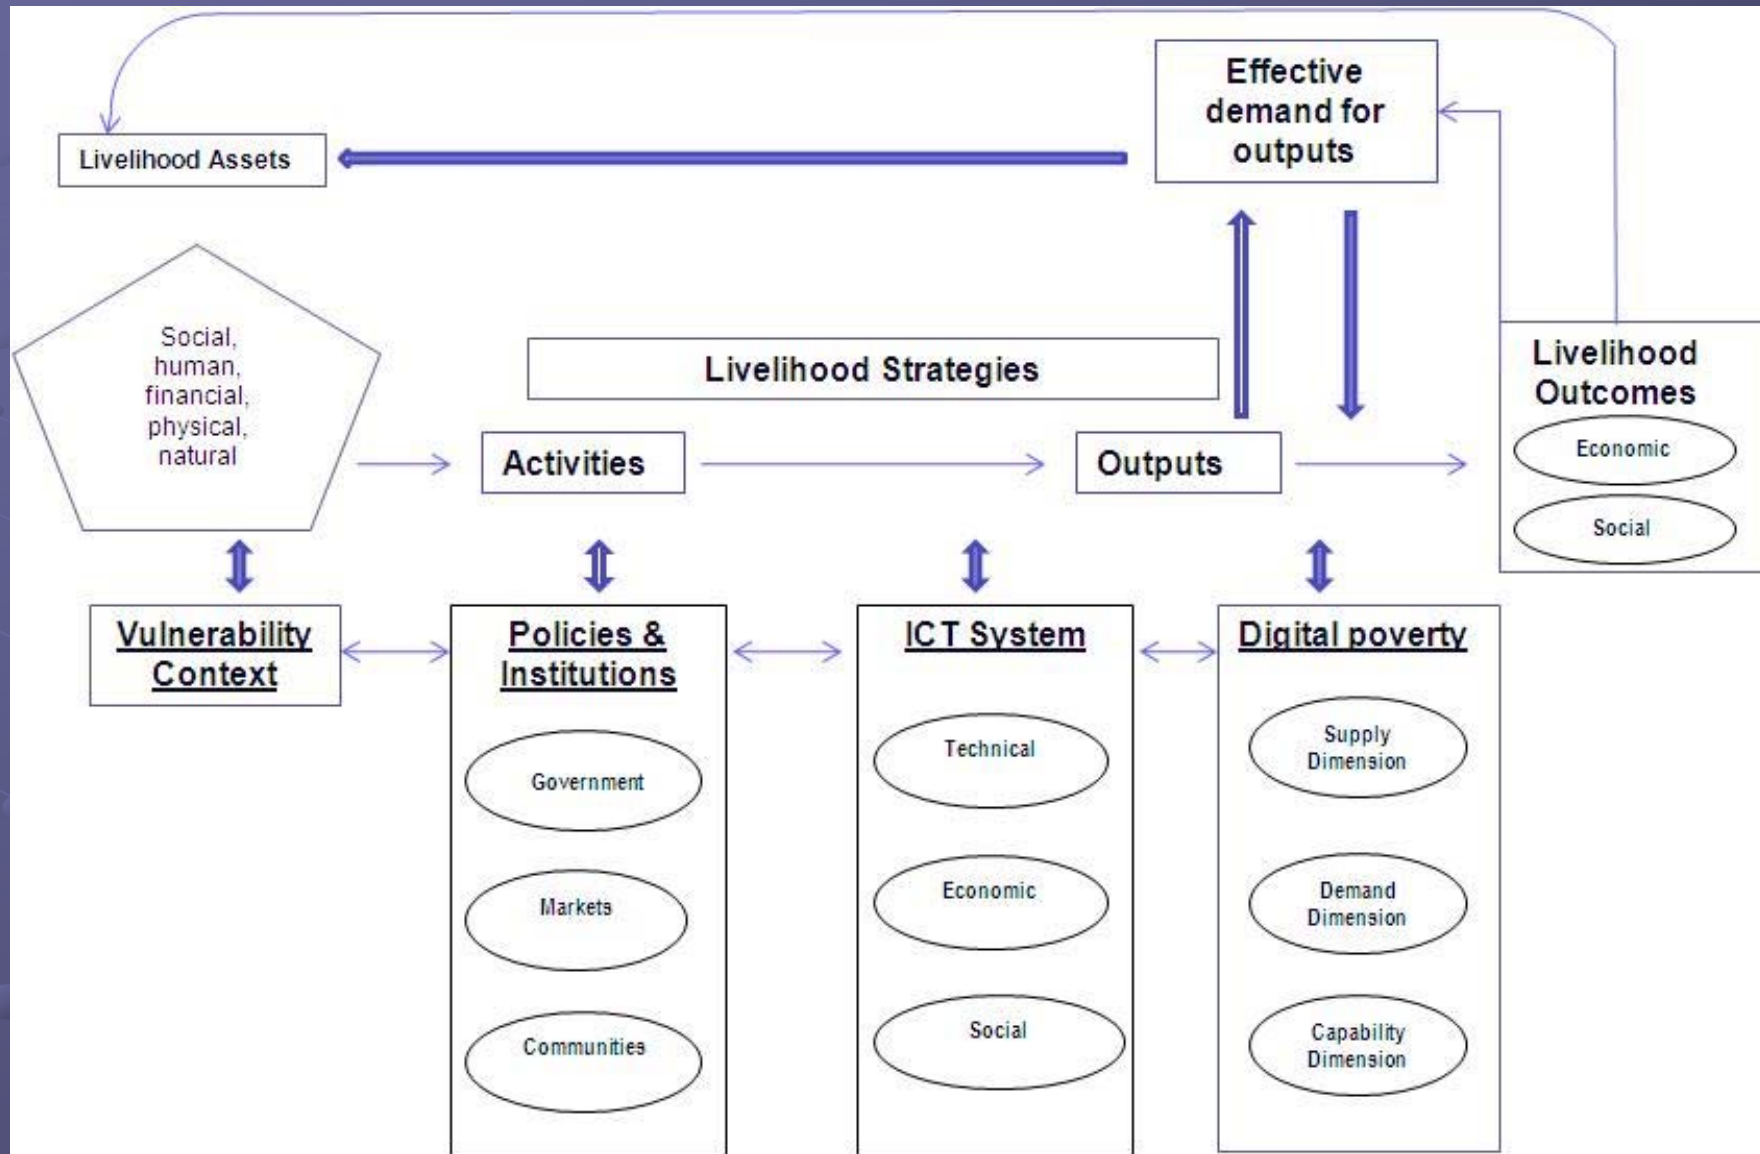 Effective
demand for
outputs
Livelihood Assets
Social,
human,
financial,
physical,
natural
Livelihood Strategies
Livelihood
Outcomes
Economic
Social
Activities
Outputs
Vulnerability
Context
Policies &
Institutions
Government
Markets
Communities
ICT System
Technical
Economic
Social
Digital poverty
Supply
Dimension
Demand
Dimension
Capability
Dimension